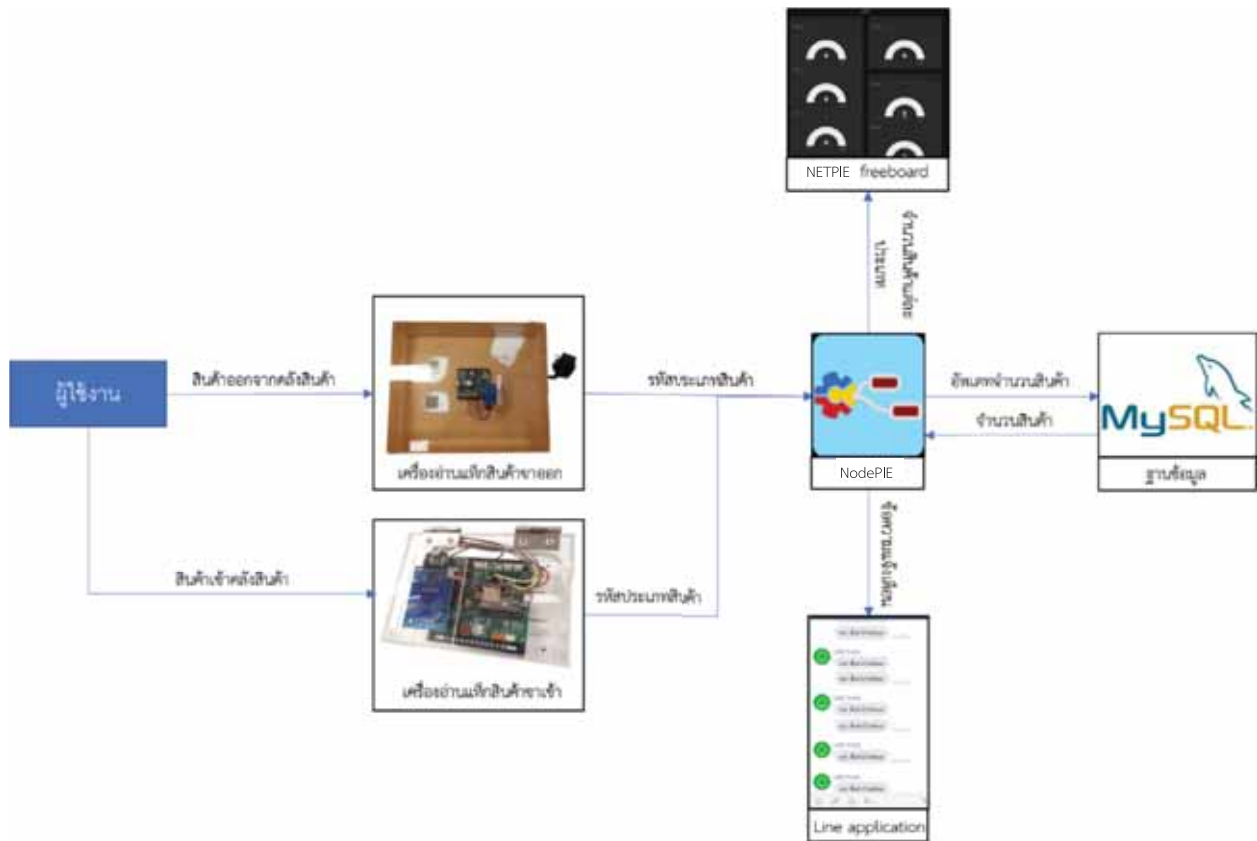 NETPIE freeboard
จำนวนสินค้าแต่ละ
ประเภท
ผู้ใช้งาน
สินค้าออกจากคลังสินค้า
เครื่องอ่านแท็กสินค้าขาออก
รหัสประเภทสินค้า
NodePIE
อัพเดทจำนวนสินค้า
จำนวนสินค้า
MySQL
ฐานข้อมูล
สินค้าเข้าคลังสินค้า
เครื่องอ่านแท็กสินค้าขาเข้า
รหัสประเภทสินค้า
ข้อความแจ้งเตือน
Line application